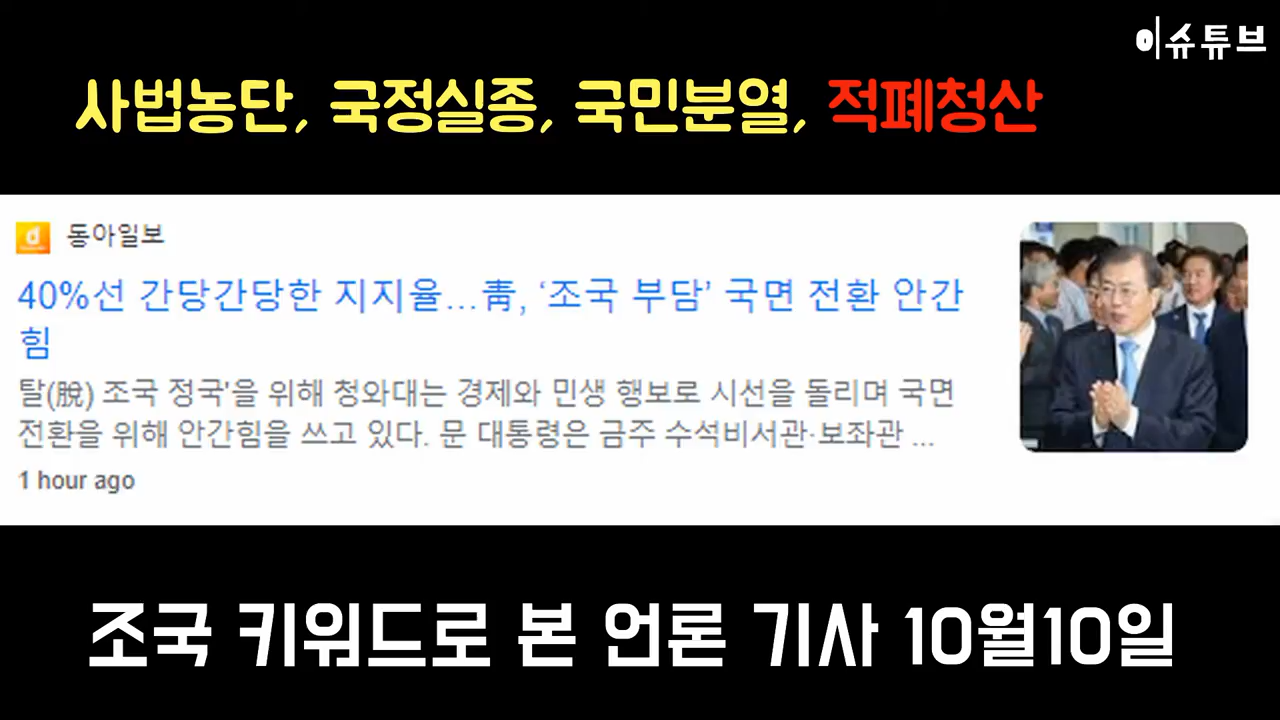 이슈튜브
사법농단, 국정실종, 국민분열, 적폐청산
동아일보
40%선 간당간당한 지지율...靑, ‘조국 부담’ 국면 전환 안간
힘
탈(脫) 조국 정국'을 위해 청와대는 경제와 민생 행보로 시선을 돌리며 국면
전환을 위해 안간힘을 쓰고 있다. 문 대통령은 금주 수석비서관·보좌관 ...
1 hour ago
조국 키워드로 본 언론 기사 10월10일